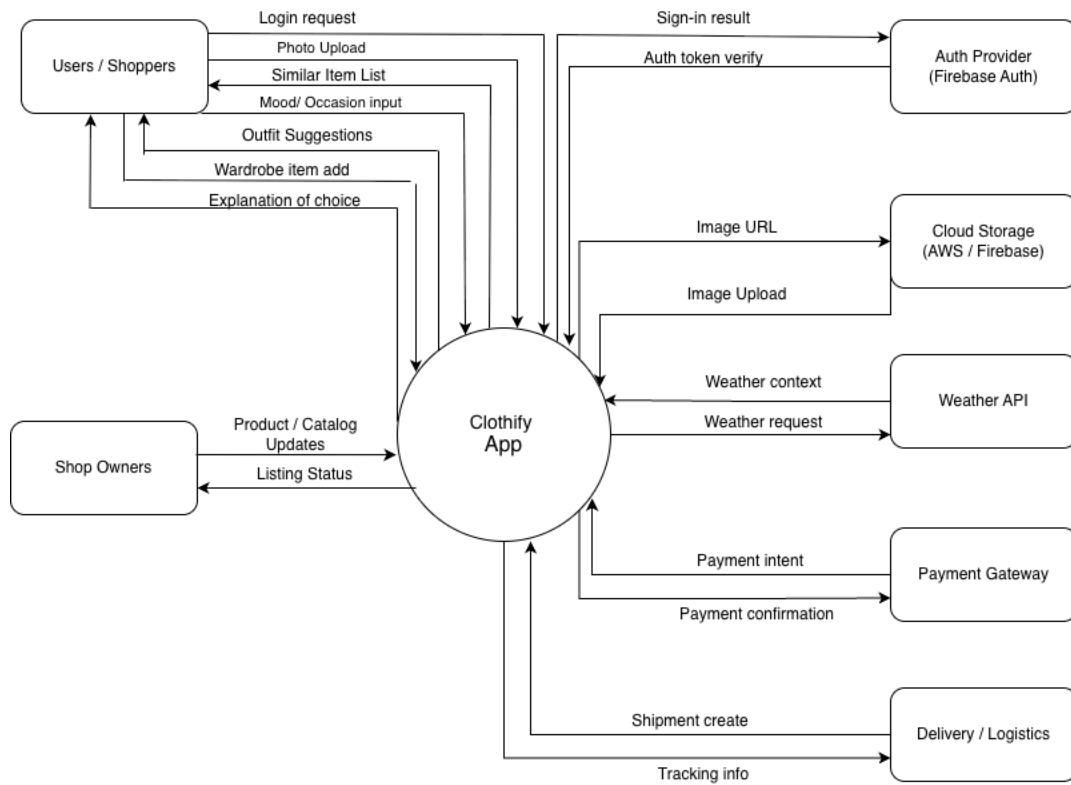 Login request
Sign-in result
Users / Shoppers
Photo Upload
Auth token verify
Auth Provider
(Firebase Auth)
Similar Item List
Mood/ Occasion input
Outfit Suggestions
Wardrobe item add
Explanation of choice
Image URL
Cloud Storage
(AWS / Firebase)
Image Upload
Weather context
Weather API
Weather request
Clothify
App
Product / Catalog
Updates
Shop Owners
Listing Status
Payment intent
Payment Gateway
Payment confirmation
Shipment create
Delivery / Logistics
Tracking info